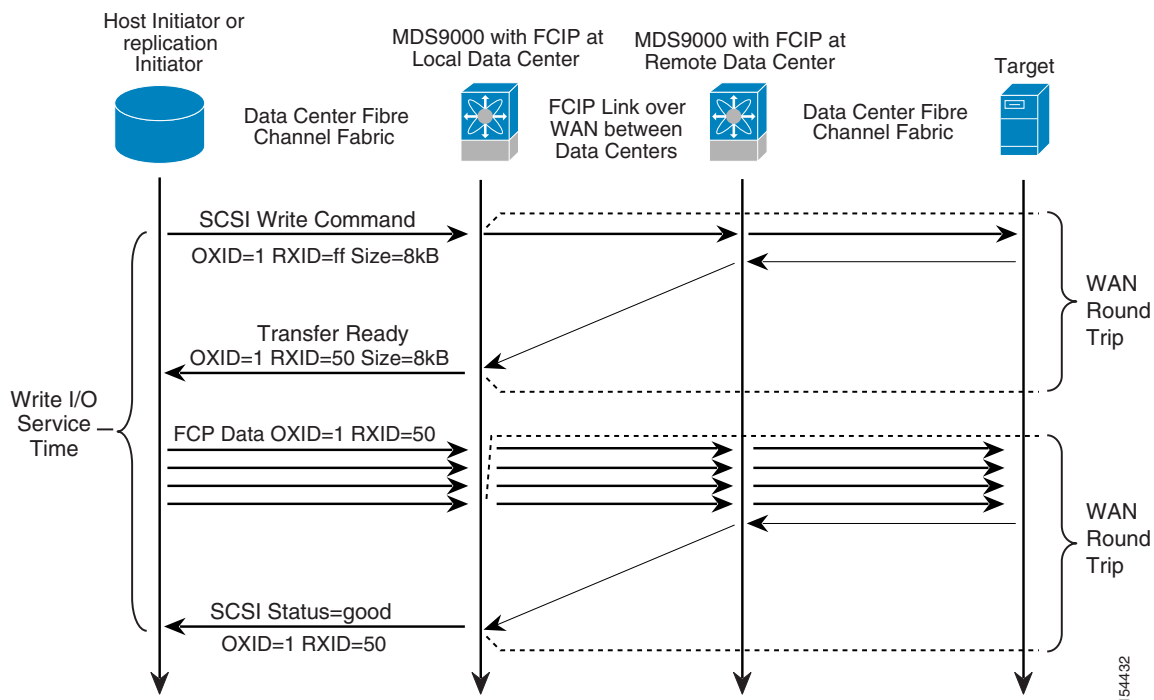 Host Initiator or
replication
Initiator
MDS9000 with FCIP at
Local Data Center
MDS9000 with FCIP at
Remote Data Center
Target
Data Center Fibre
Channel Fabric
FCIP Link over
WAN between
Data Centers
Data Center Fibre
Channel Fabric
SCSI Write Command
OXID=1 RXID=ff Size=8kB
WAN
Round
Trip
Transfer Ready
OXID=1 RXID=50 Size=8kB
Write I/O
Service
Time
FCP Data OXID=1 RXID=50
WAN
Round
Trip
SCSI Status=good
OXID=1 RXID=50
154432